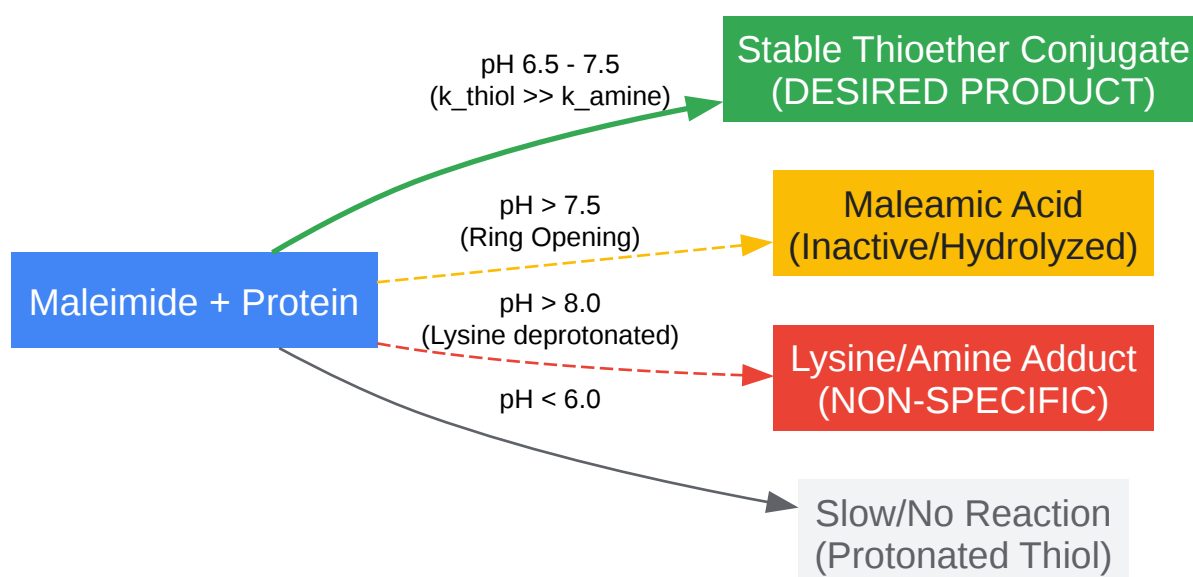 Stable Thioether Conjugate
(DESIRED PRODUCT)
pH 6.5 - 7.5
(k_thiol >> k_amine)
Maleamic Acid
(Inactive/Hydrolyzed)
pH > 7.5
(Ring Opening)
Maleimide + Protein
pH > 8.0
(Lysine deprotonated)
Lysine/Amine Adduct
(NON-SPECIFIC)
pH < 6.0
Slow/No Reaction
(Protonated Thiol)